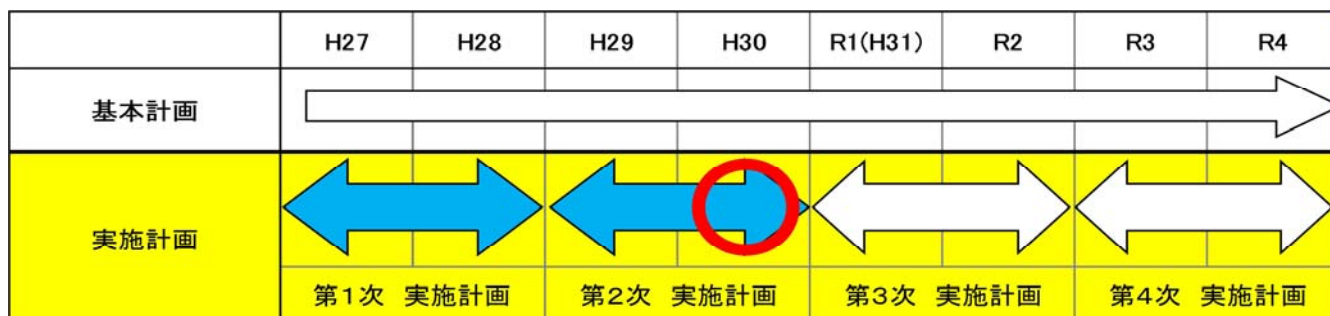 H27 H28 H29 H30 R1(H31) R2 R3 R4
基本計画
実施計画
第1次 実施計画 第2次 実施計画 第3次 実施計画 第4次 実施計画